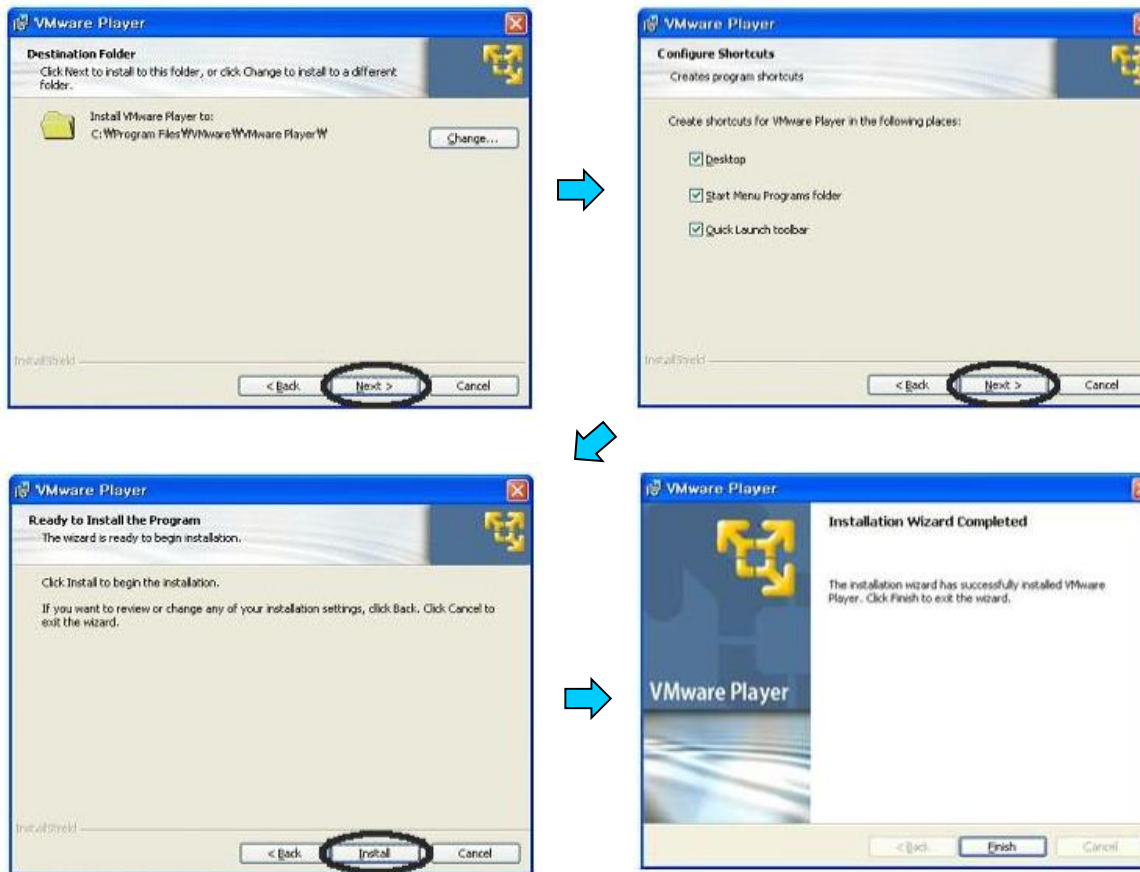 VMware Player
Destination Folder
Click Next to install to this folder, or click Change to install to a different
folder.
Install VMware Player to:
C:₩Program Files₩VMware₩VMware Player₩
Change...
InstallShield
< Back
Next >
Cancel
VMware Player
Configure Shortcuts
Creates program shortcuts
Create shortcuts for VMware Player in the following places:
Desktop
Start Menu Programs folder
Quick Launch toolbar
InstallShield
< Back
Next >
Cancel
VMware Player
Ready to Install the Program
The wizard is ready to begin installation.
Click Install to begin the installation.
If you want to review or change any of your installation settings, click Back. Click Cancel to
exit the wizard.
InstallShield
< Back
Install
Cancel
VMware Player
Installation Wizard Completed
The installation wizard has successfully installed VMware
Player. Click Finish to exit the wizard.
VMware Player
< Back
Finish
Cancel